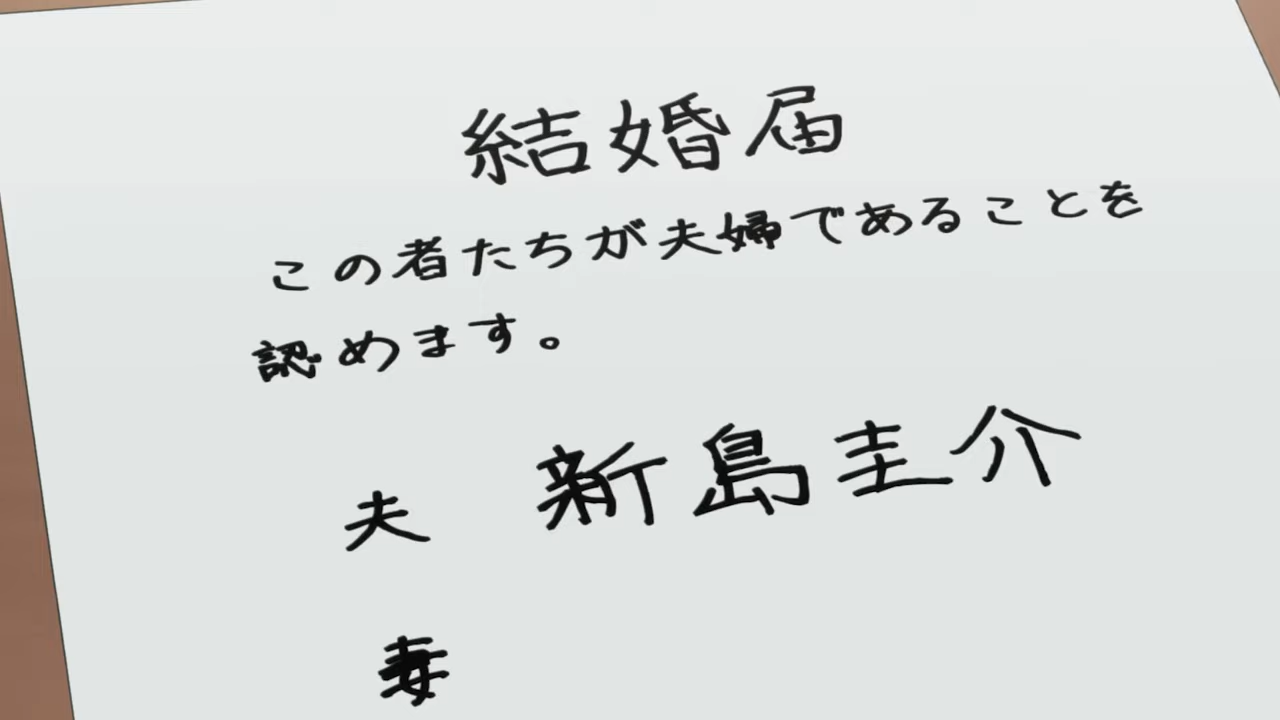 結婚届
この者たちが夫婦であることを
認めます。
夫 新島圭介
妻